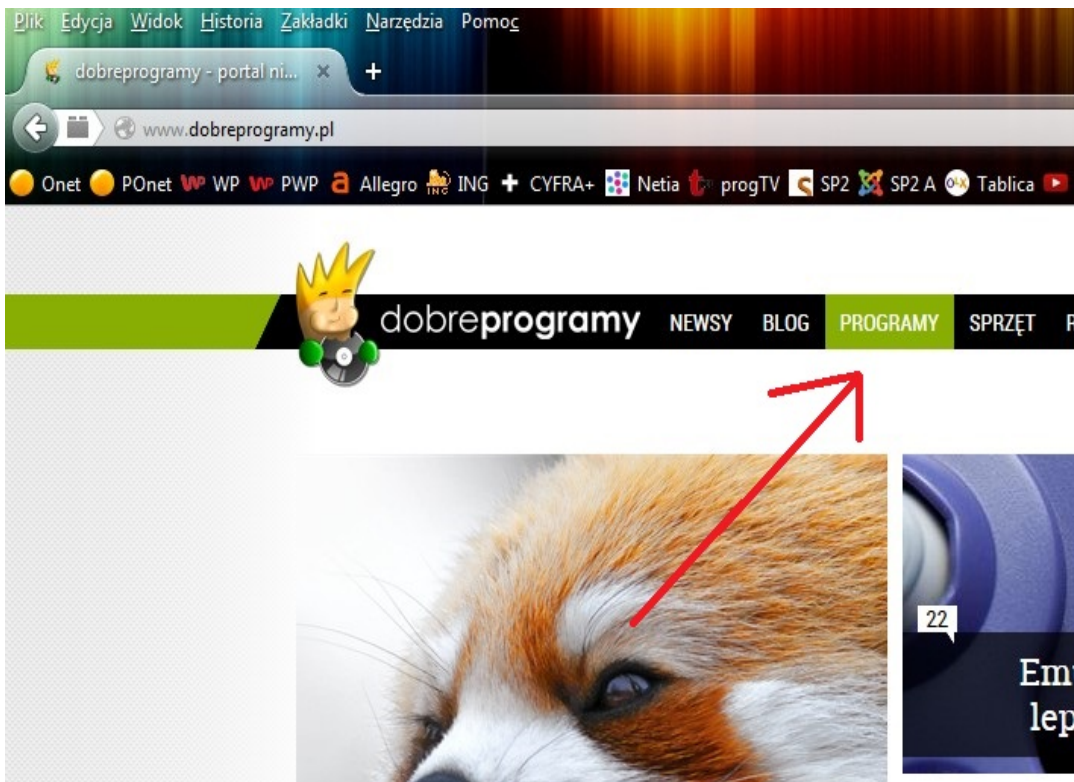 Plik Edycja Widok Historia Zakładki Narzędzia Pomoc
dobreprogramy - portal ni... × +
www.dobreprogramy.pl
Onet POnet WP PWP Allegro ING CYFRA+ Netia progTV SP2 SP2 A Tablica
dobreprogramy NEWSY BLOG PROGRAMY SPRZĘT
22